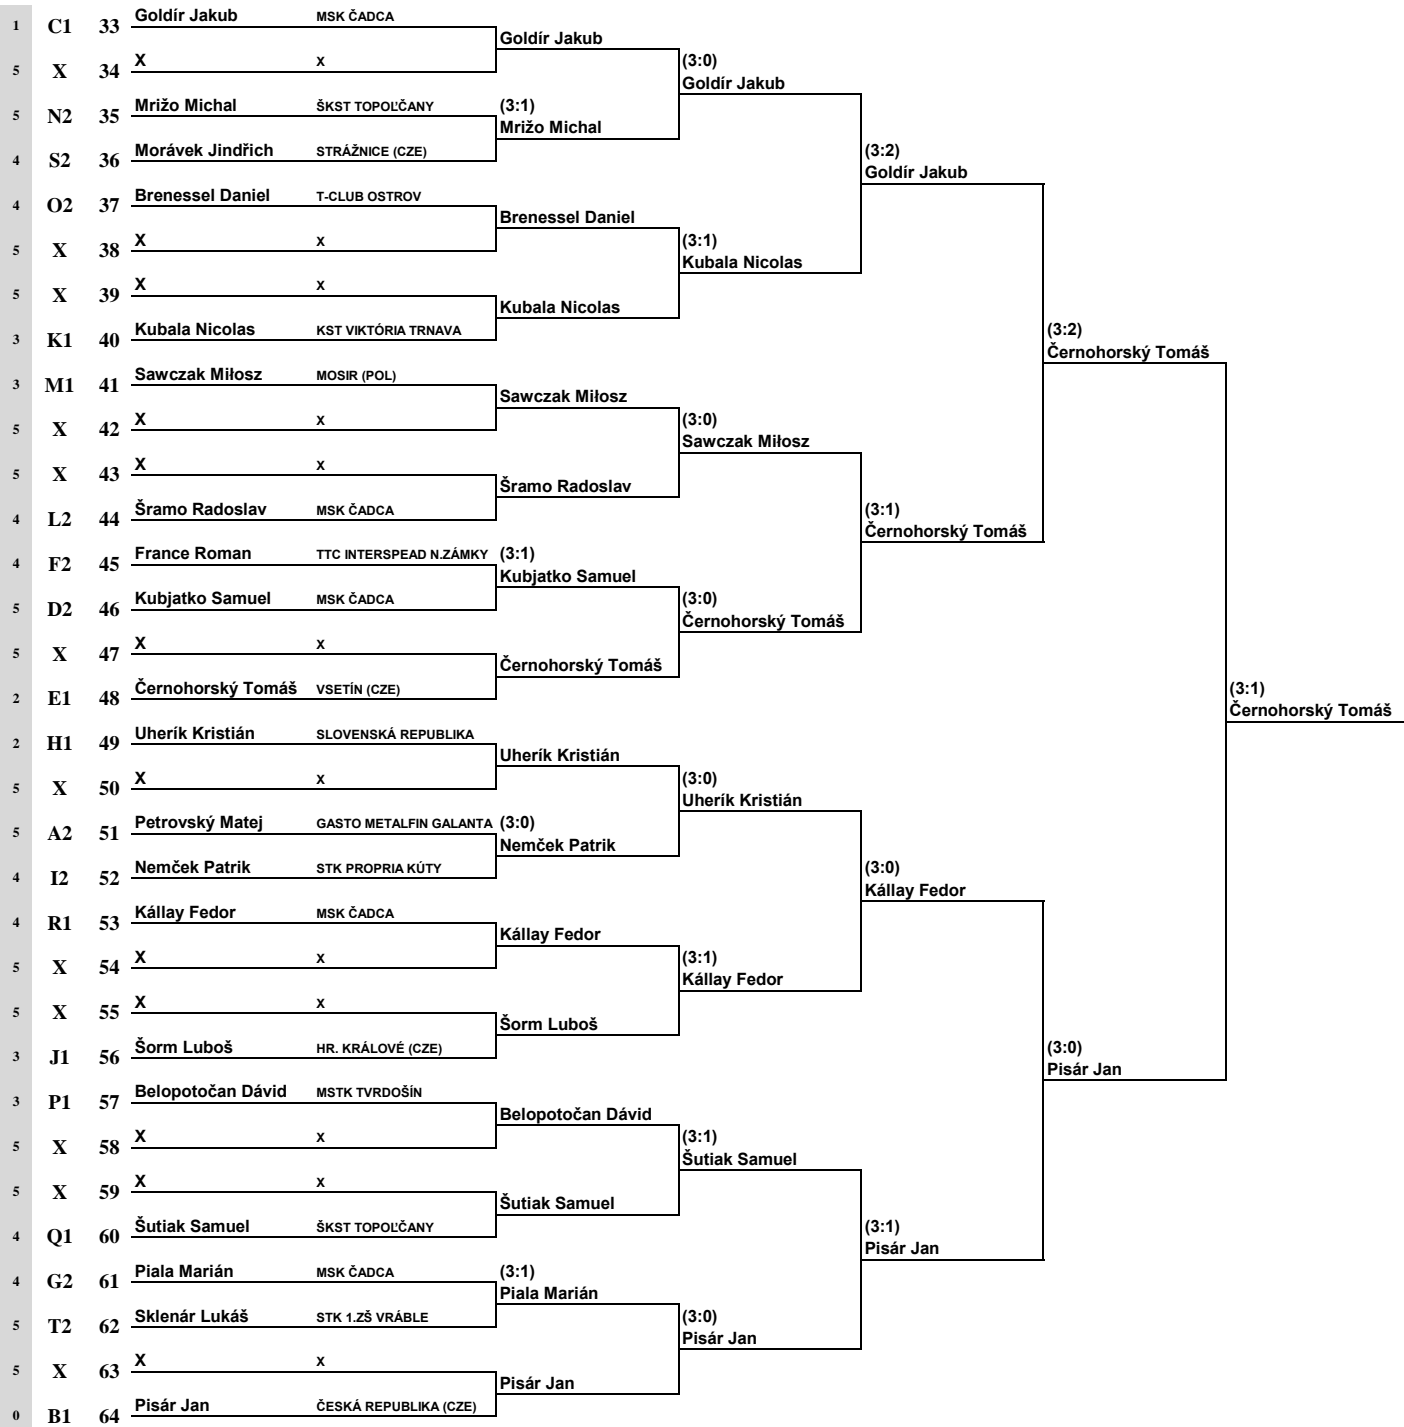 1 C1 33 Goldír Jakub MSK ČADCA
Goldír Jakub
5 X 34 X X (3:0)
Goldír Jakub
5 N2 35 Mrižo Michal ŠKST TOPOĽČANY (3:1)
Mrižo Michal
4 S2 36 Morávek Jindřich STRÁŽNICE (CZE) (3:2)
Goldír Jakub
4 O2 37 Brenessel Daniel T-CLUB OSTROV
Brenessel Daniel
5 X 38 X X (3:1)
Kubala Nicolas
5 X 39 X X
Kubala Nicolas
3 K1 40 Kubala Nicolas KST VIKTÓRIA TRNAVA (3:2)
Černohorský Tomáš
3 M1 41 Sawczak Miłosz MOSIR (POL)
Sawczak Miłosz
5 X 42 X X (3:0)
Sawczak Miłosz
5 X 43 X X
Šramo Radoslav
4 L2 44 Šramo Radoslav MSK ČADCA (3:1)
Černohorský Tomáš
4 F2 45 France Roman TTC INTERSPEAD N.ZÁMKY (3:1)
Kubjatko Samuel
5 D2 46 Kubjatko Samuel MSK ČADCA (3:0)
Černohorský Tomáš
5 X 47 X X
Černohorský Tomáš
2 E1 48 Černohorský Tomáš VSETÍN (CZE) (3:1)
Černohorský Tomáš
2 H1 49 Uherík Kristián SLOVENSKÁ REPUBLIKA
Uherík Kristián
5 X 50 X X (3:0)
Uherík Kristián
5 A2 51 Petrovský Matej GASTO METALFIN GALANTA (3:0)
Nemček Patrik
4 I2 52 Nemček Patrik STK PROPRIA KÚTY (3:0)
Kállay Fedor
4 R1 53 Kállay Fedor MSK ČADCA
Kállay Fedor
5 X 54 X X (3:1)
Kállay Fedor
5 X 55 X X
Šorm Luboš
3 J1 56 Šorm Luboš HR. KRÁLOVÉ (CZE) (3:0)
Pisár Jan
3 P1 57 Belopotočan Dávid MSTK TVRDOŠÍN
Belopotočan Dávid
5 X 58 X X (3:1)
Šutiak Samuel
5 X 59 X X
Šutiak Samuel
4 Q1 60 Šutiak Samuel ŠKST TOPOĽČANY (3:1)
Pisár Jan
4 G2 61 Piala Marián MSK ČADCA (3:1)
Piala Marián
5 T2 62 Sklenár Lukáš STK 1.ZŠ VRÁBLE (3:0)
Pisár Jan
5 X 63 X X
Pisár Jan
0 B1 64 Pisár Jan ČESKÁ REPUBLIKA (CZE)